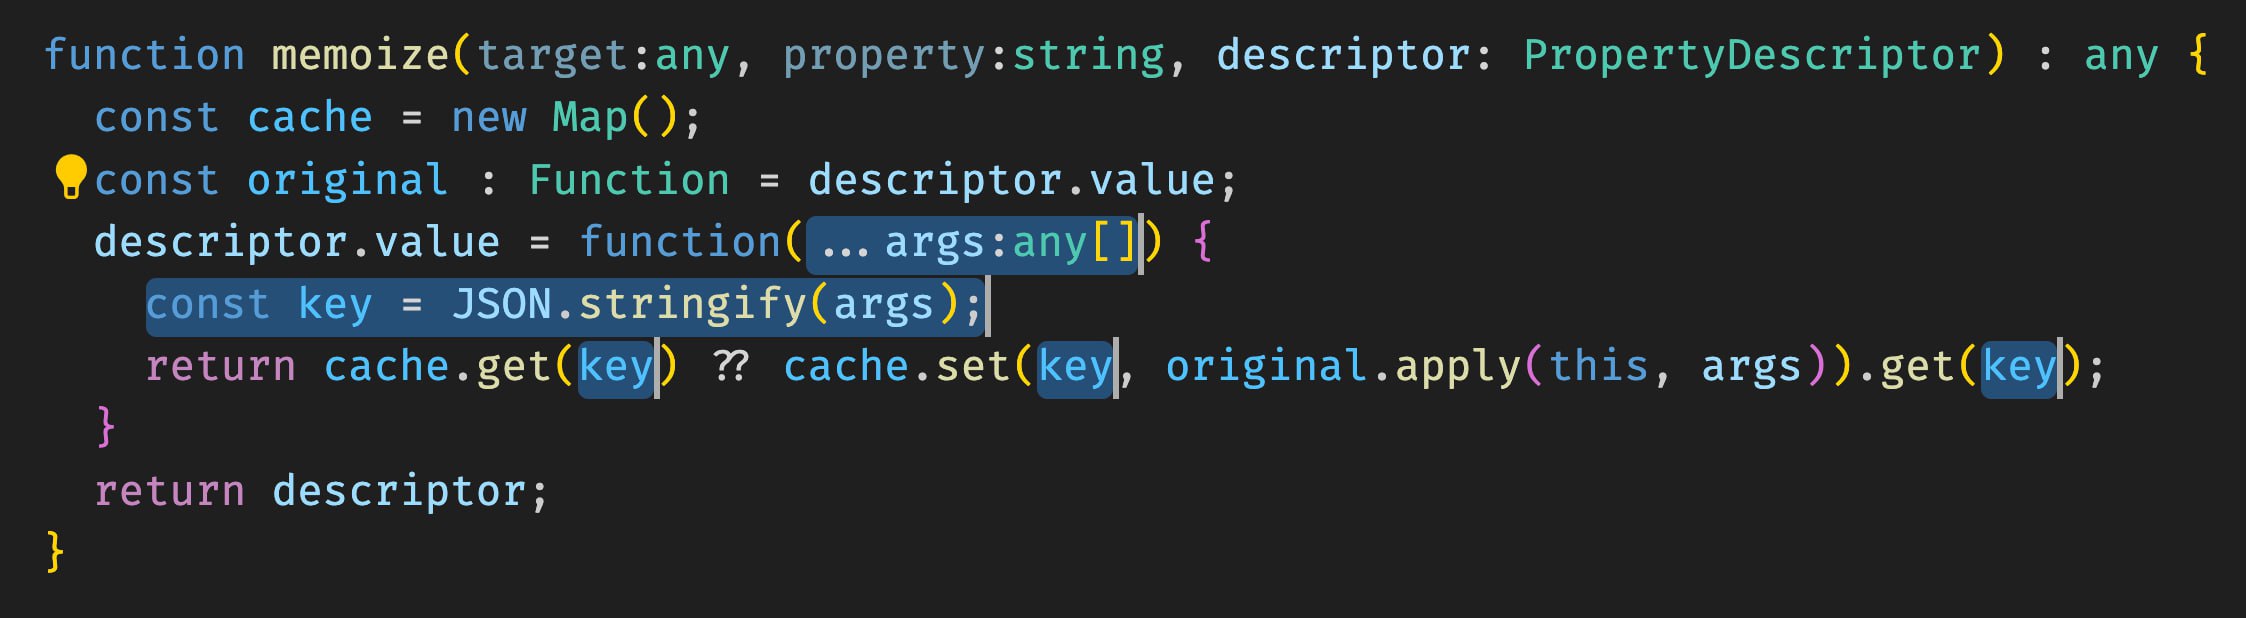 function memoize(target:any, property:string, descriptor: PropertyDescriptor) : any {
const cache = new Map();
const original : Function = descriptor.value;
descriptor.value = function(...args:any[]) {
const key = JSON.stringify(args);
return cache.get(key) ?? cache.set(key, original.apply(this, args)).get(key);
}
return descriptor;
}